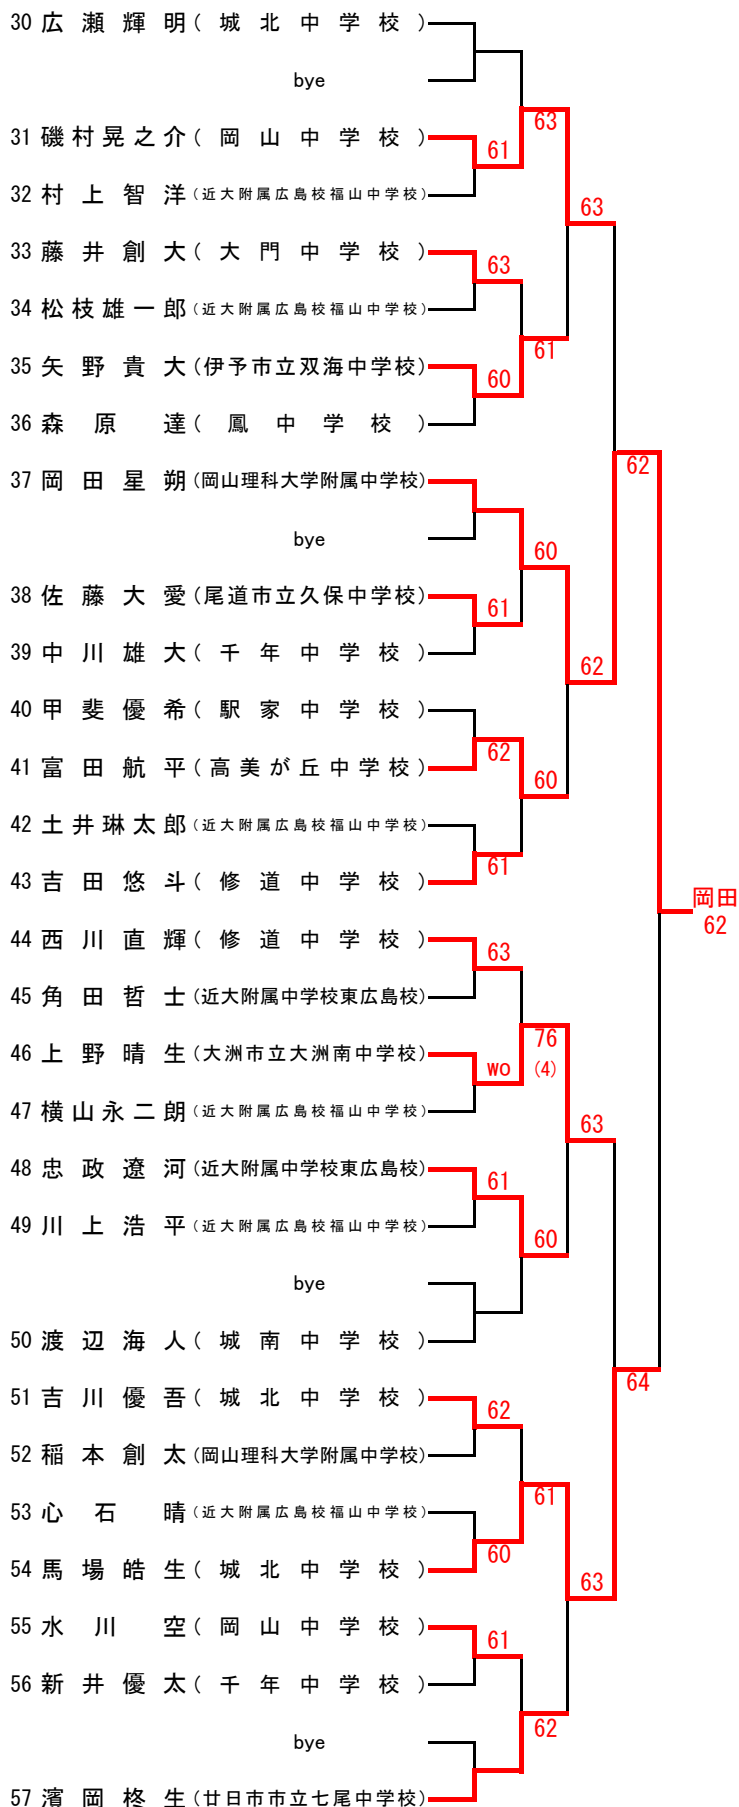 30 広瀬輝明(城北中学校)
bye
63
31 磯村晃之介(岡山中学校)
61
32 村上智洋(近大附属広島校福山中学校)
63
33 藤井創大(大門中学校)
63
34 松枝雄一郎(近大附属広島校福山中学校)
61
35 矢野貴大(伊予市立双海中学校)
60
36 森原達(鳳中学校)
62
37 岡田星朔(岡山理科大学附属中学校)
bye
60
38 佐藤大愛(尾道市立久保中学校)
61
39 中川雄大(千年中学校)
62
40 甲斐優希(駅家中学校)
62
41 富田航平(高美が丘中学校)
60
42 土井琳太郎(近大附属広島校福山中学校)
61
43 吉田悠斗(修道中学校)
岡田
62
44 西川直輝(修道中学校)
63
45 角田哲士(近大附属中学校東広島校)
76
46 上野晴生(大洲市立大洲南中学校)
wo
(4)
47 横山永二朗(近大附属広島校福山中学校)
63
48 忠政遼河(近大附属中学校東広島校)
61
49 川上浩平(近大附属広島校福山中学校)
60
bye
50 渡辺海人(城南中学校)
64
51 吉川優吾(城北中学校)
62
52 稲本創太(岡山理科大学附属中学校)
61
53 心石晴(近大附属広島校福山中学校)
60
54 馬場皓生(城北中学校)
63
55 水川空(岡山中学校)
61
56 新井優太(千年中学校)
62
bye
57 濱岡柊生(廿日市市立七尾中学校)